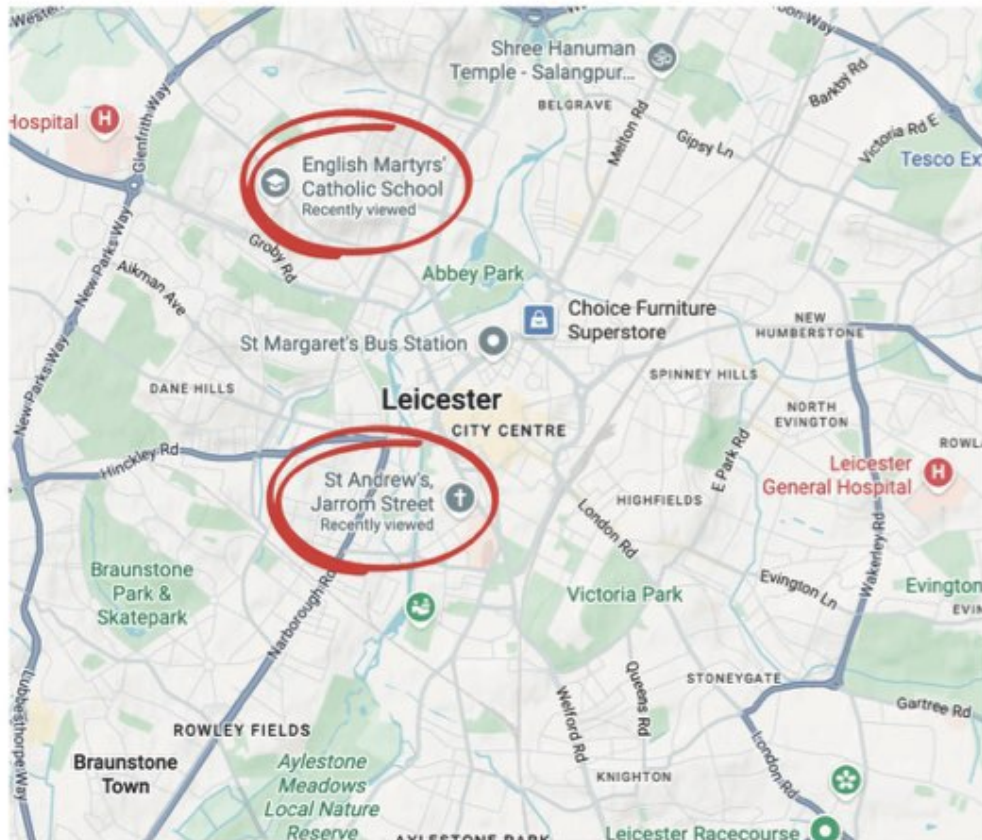 Shree Hanuman
Temple - Salangpur...
BELGRAVE
Melton Rd
Gipsy Ln
Barkby Rd
Victoria Rd E
Tesco Ex
Hospital
H
Glenfrith Way
English Martyrs'
Catholic School
Recently viewed
Groby Rd
New Parks Way
Aikman Ave
Abbey Park
Choice Furniture
Superstore
St Margaret's Bus Station
NEW
HUMBERSTONE
SPINNEY HILLS
DANE HILLS
New Parks Way
Leicester
CITY CENTRE
NORTH
EVINGTON
Hinckley Rd
E Park Rd
Leicester
General Hospital
H
St Andrew's,
Jarrom Street
Recently viewed
HIGHFIELDS
London Rd
Wakerley Rd
Braunstone
Park &
Skatepark
Narborough Rd
Victoria Park
Evington Ln
Evington
Lubbesthorpe Way
STONEYGATE
Queens Rd
Gartree Rd
Welford Rd
ROWLEY FIELDS
Braunstone
Town
Aylestone
Meadows
Local Nature
Reserve
KNIGHTON
London Rd
AYLESTONE PARK
Leicester Racecourse